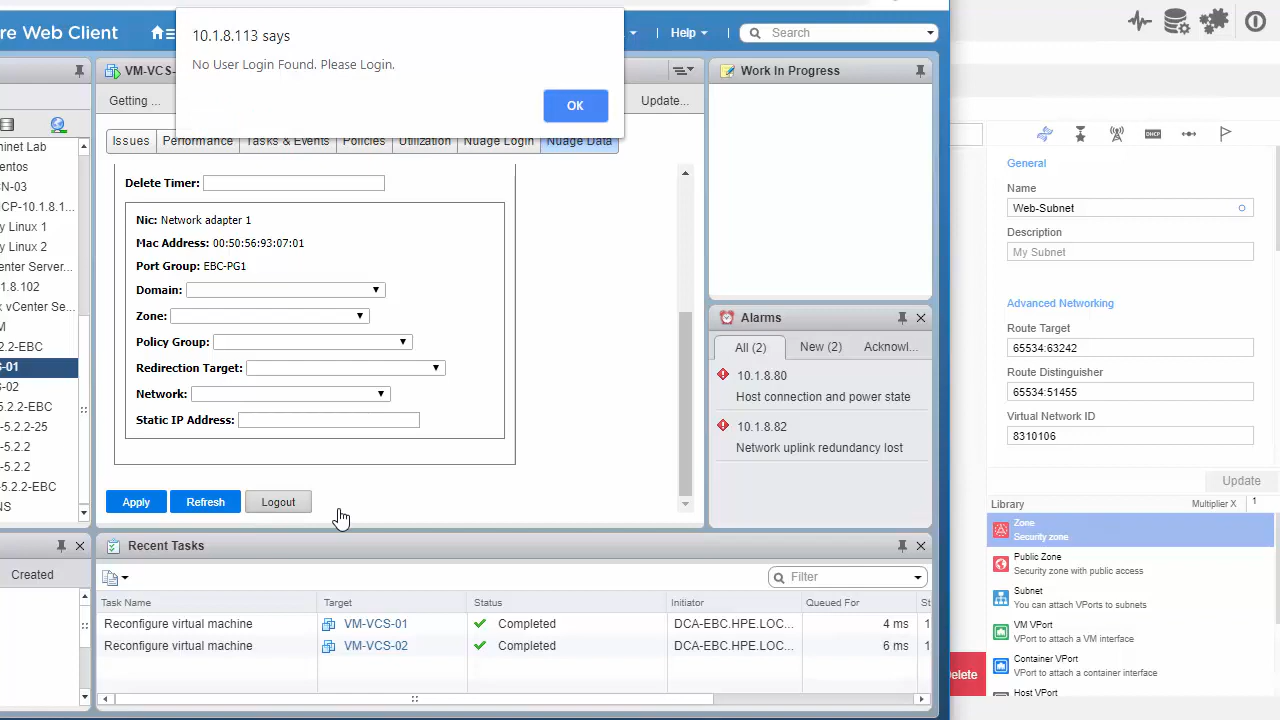 re Web Client
Help
Search
10.1.8.113 says
No User Login Found. Please Login.
OK
VM-VCS-
Getting ...
Update...
Issues
Performance
Tasks & Events
Policies
Utilization
Nuage Login
Nuage Data
Delete Timer:
Nic: Network adapter 1
Mac Address: 00:50:56:93:07:01
Port Group: EBC-PG1
Domain:
Zone:
Policy Group:
Redirection Target:
Network:
Static IP Address:
Apply
Refresh
Logout
ninet Lab
entos
CN-03
CP-10.1.8.1...
y Linux 1
y Linux 2
enter Server...
.1.8.102
x vCenter Se...
M
.2.2-EBC
S-01
S-02
-5.2.2-EBC
-5.2.2-25
-5.2.2
-5.2.2
-5.2.2-EBC
NS
Created
Work In Progress
Alarms
All (2)
New (2)
Acknowl...
10.1.8.80
Host connection and power state
10.1.8.82
Network uplink redundancy lost
Recent Tasks
Filter
Task Name
Target
Status
Initiator
Queued For
St
Reconfigure virtual machine
VM-VCS-01
Completed
DCA-EBC.HPE.LOC...
4 ms
1
Reconfigure virtual machine
VM-VCS-02
Completed
DCA-EBC.HPE.LOC...
6 ms
1
DHCP
General
Name
Web-Subnet
Description
My Subnet
Advanced Networking
Route Target
65534:63242
Route Distinguisher
65534:51455
Virtual Network ID
8310106
Update
Library
Multiplier X
1
Zone
Security zone
Public Zone
Security zone with public access
Subnet
You can attach VPorts to subnets
VM VPort
VPort to attach a VM interface
Container VPort
VPort to attach a container interface
Host VPort
elete